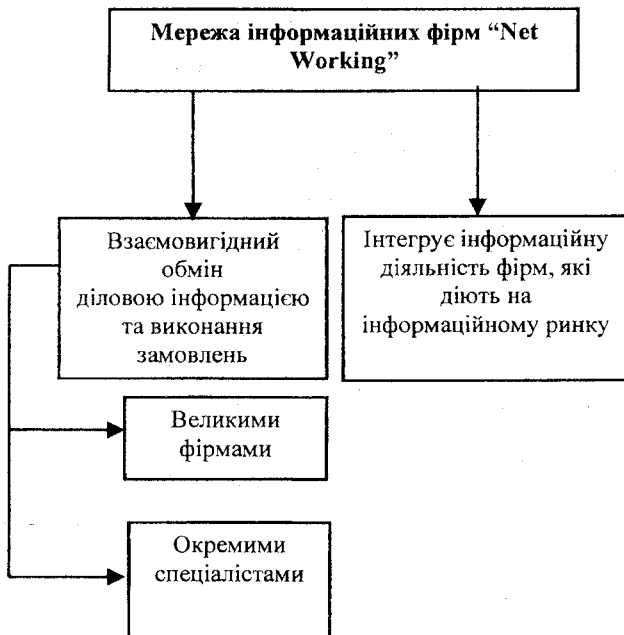 Мережа інформаційних фірм “Net
Working”
Взаємовигідний
обмін
діловою інформацією
та виконання
замовлень
Інтегрує інформаційну
діяльність фірм, які
діють на
інформаційному ринку
Великими
фірмами
Окремими
спеціалістами